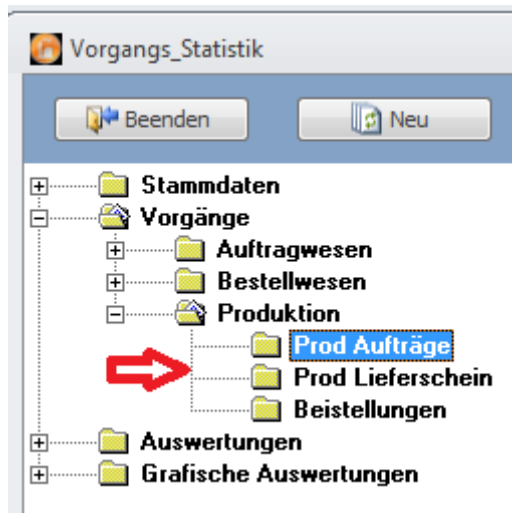 Vorgangs_Statistik
Beenden Neu
Stammdaten
Vorgänge
Auftragwesen
Bestellwesen
Produktion
Prod Aufträge
Prod Lieferschein
Beistellungen
Auswertungen
Grafische Auswertungen